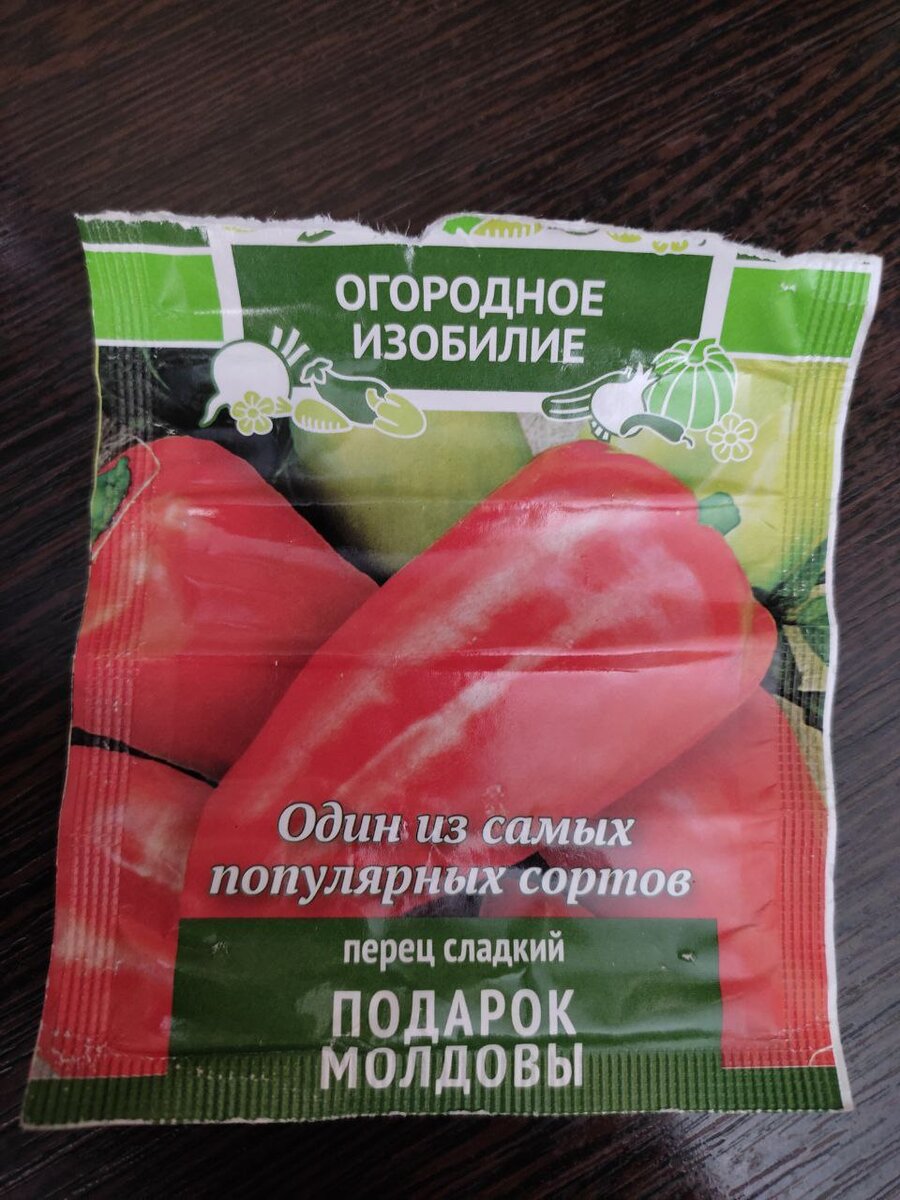 ОГОРОДНОЕ
ИЗОБИЛИЕ
Один из самых
популярных сортов
перец сладкий
ПОДАРОК
МОЛДОВЫ